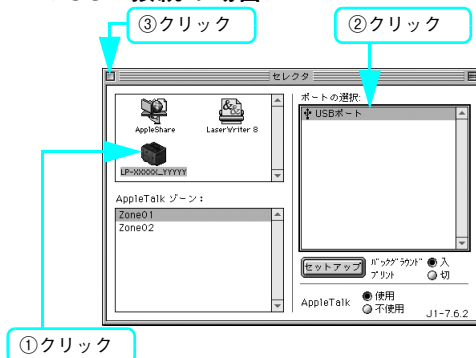 ③クリック
②クリック
セレクタ
AppleShare
LaserWriter 8
LP-XXXXX_YYYYY
ポートの選択:
USBポート
AppleTalk ゾーン：
Zone01
Zone02
セットアップ
バックグラウンド
プリント
入
切
AppleTalk
使用
不使用
J1-7.6.2
①クリック